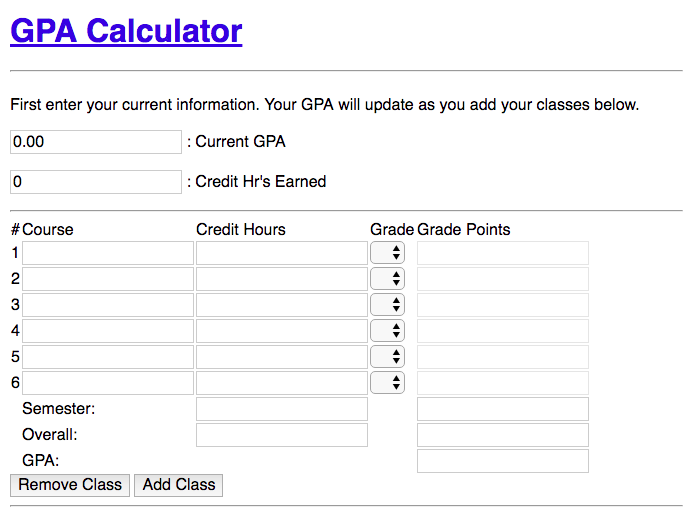 GPA Calculator
First enter your current information. Your GPA will update as you add your classes below.
0.00 : Current GPA
0 : Credit Hr's Earned
# Course Credit Hours Grade Grade Points
1
2
3
4
5
6
Semester:
Overall:
GPA:
Remove Class Add Class